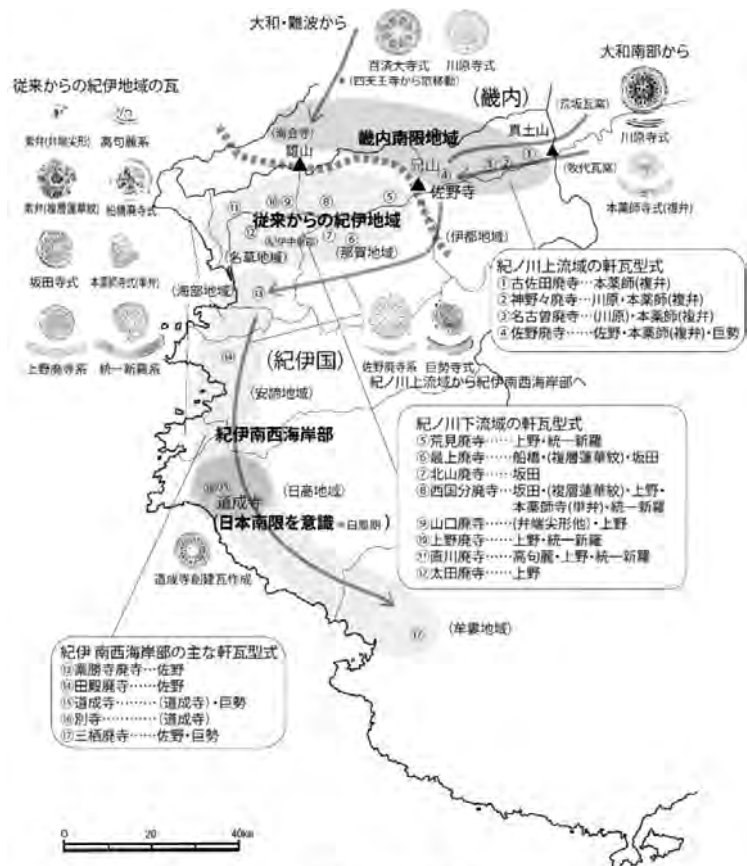 大和・難波から
百済大寺式
川原寺式
(四天王寺から笵移動)
大和南部から
従来からの紀伊地域の瓦
(畿内)
(荒坂瓦窯)
川原寺式
素弁(弁端尖形)
高句麗系
(海会寺)
雄山
畿内南限地域
真土山
①
②
③
④
(牧代瓦窯)
本薬師寺式(複弁)
佐野寺
素弁(複層蓮華紋)
船橋廃寺式
⑪
⑩
⑨
⑧
⑤
従来からの紀伊地域
⑫
⑦
⑥
(名草地域)
(那賀地域)
(伊都地域)
坂田寺式
本薬師寺式(単弁)
(海部地域)
⑬
紀ノ川上流域の軒瓦型式
①古佐田廃寺…本薬師(複弁)
②神野々廃寺…川原・本薬師(複弁)
③名古曽廃寺…(川原)・本薬師(複弁)
④佐野廃寺……佐野・本薬師(複弁)・巨勢
上野廃寺系
統一新羅系
⑭
(紀伊国)
佐野廃寺系
巨勢寺式
紀ノ川上流域から紀伊南西海岸部へ
(安諦地域)
紀伊南西海岸部
紀ノ川下流域の軒瓦型式
⑤荒見廃寺……上野・統一新羅
⑥最上廃寺……船橋・(複層蓮華紋)・坂田
⑦北山廃寺……坂田
⑧西国分廃寺……坂田・(複層蓮華紋)・上野・
本薬師寺(単弁)・統一新羅
⑨山口廃寺……(弁端尖形他)・上野
⑩上野廃寺……上野・統一新羅
⑪直川廃寺……高句麗・上野・統一新羅
⑫太田廃寺……上野
道成寺
(日高地域)
(日本南限を意識=白鳳期)
道成寺創建瓦作成
⑰
(牟婁地域)
紀伊南西海岸部の主な軒瓦型式
⑬薬勝寺廃寺…佐野
⑭田殿廃寺……佐野
⑮道成寺………(道成寺)・巨勢
⑯別寺…………(道成寺)
⑰三栖廃寺……佐野・巨勢
0 20 40km